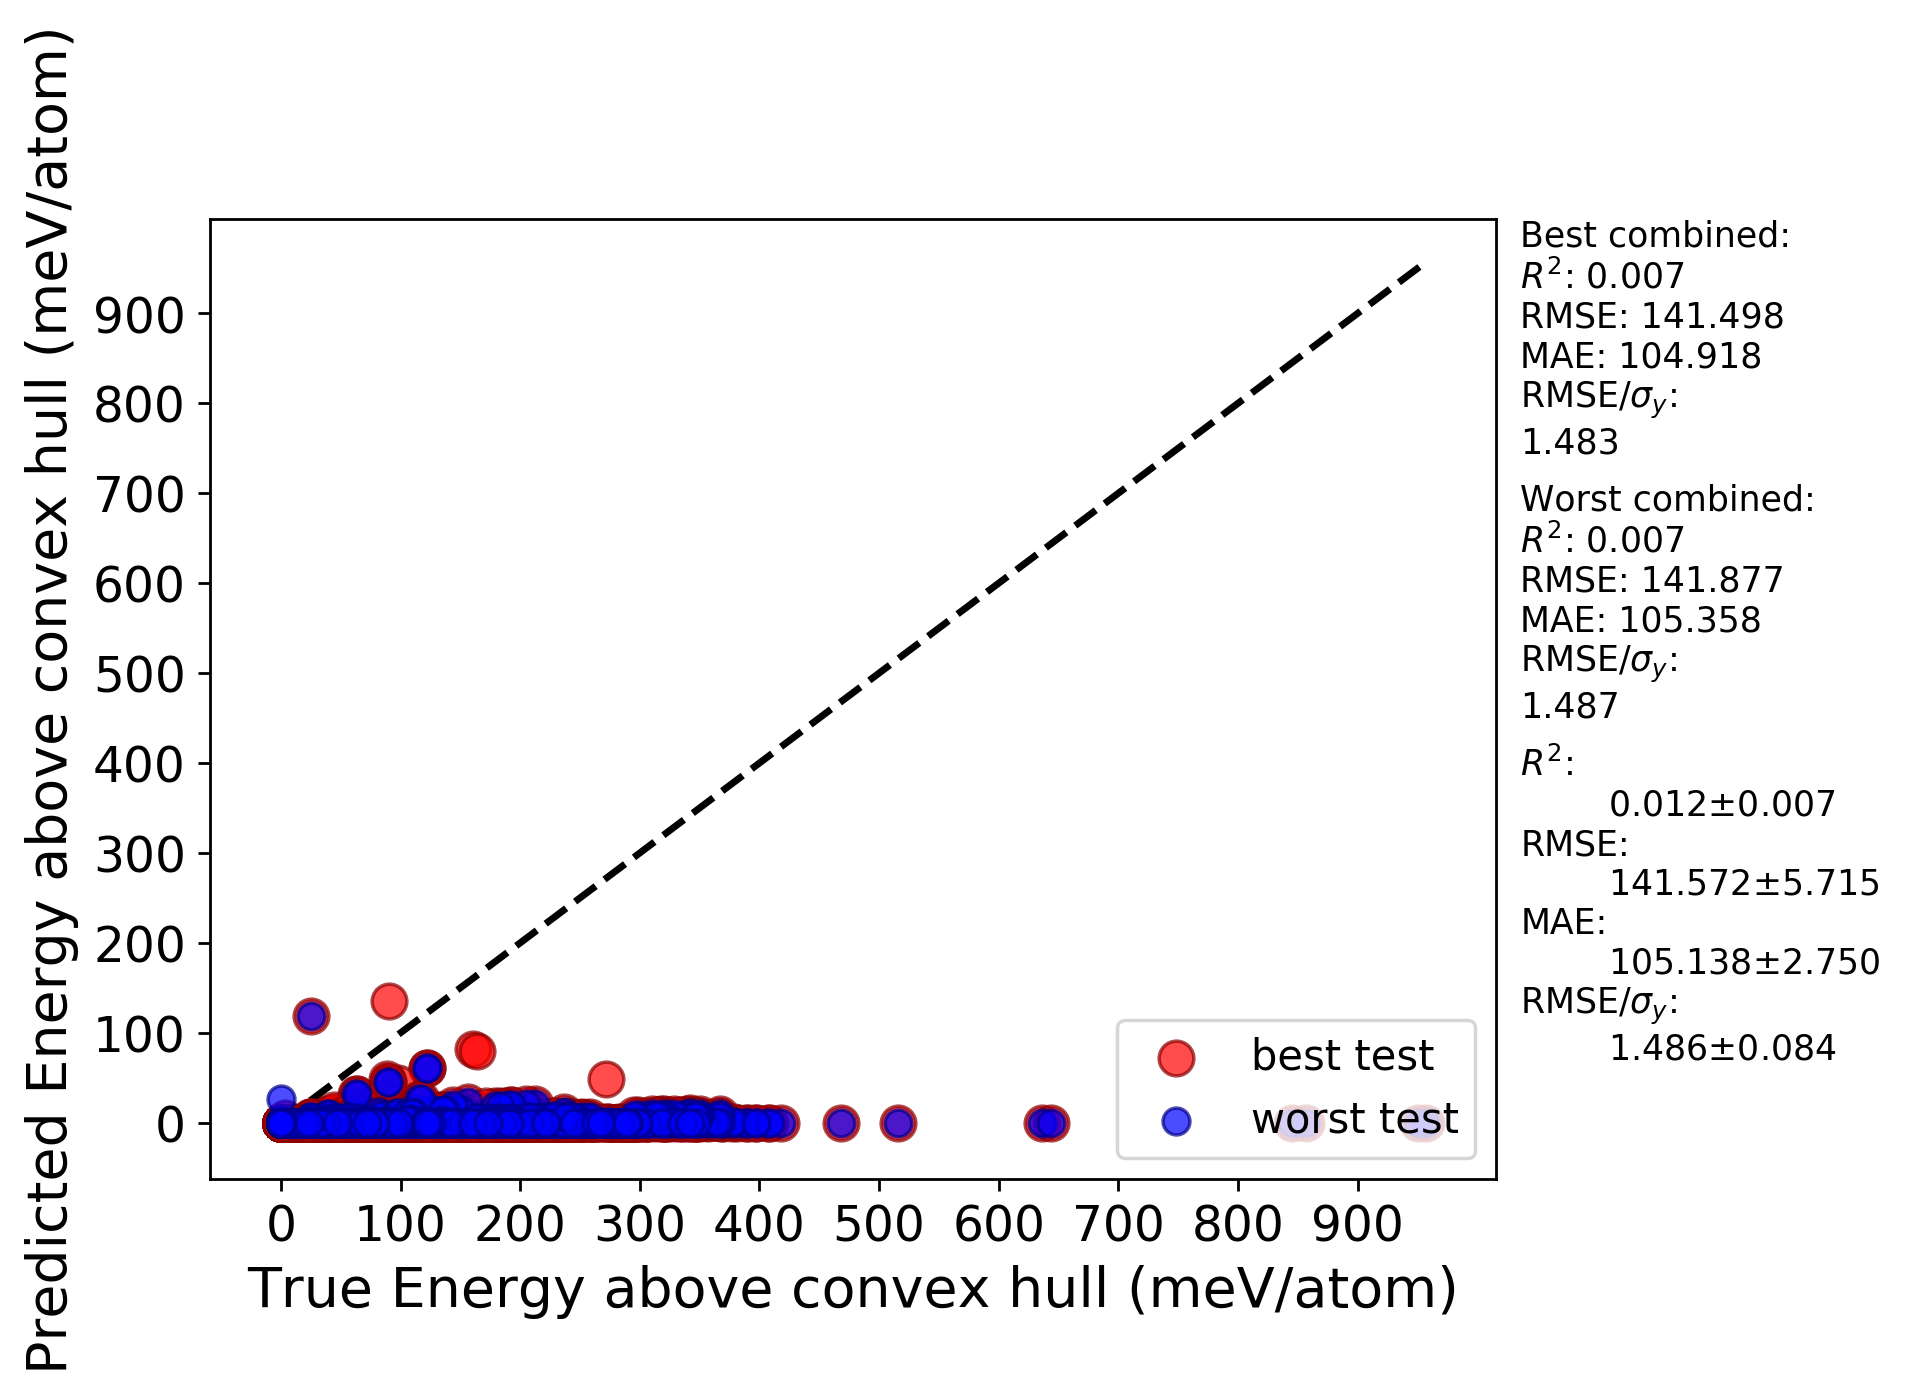 Predicted Energy above convex hull (meV/atom)
900
800
700
600
500
400
300
200
100
0
0 100 200 300 400 500 600 700 800 900
True Energy above convex hull (meV/atom)
best test
worst test
Best combined:
R²: 0.007
RMSE: 141.498
MAE: 104.918
RMSE/σ_y:
1.483
Worst combined:
R²: 0.007
RMSE: 141.877
MAE: 105.358
RMSE/σ_y:
1.487
R²:
0.012±0.007
RMSE:
141.572±5.715
MAE:
105.138±2.750
RMSE/σ_y:
1.486±0.084